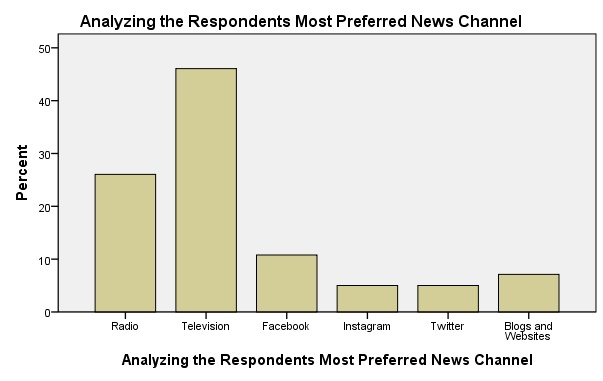 Analyzing the Respondents Most Preferred News Channel
50
40
30
20
10
0
Percent
Radio
Television
Facebook
Instagram
Twitter
Blogs and
Websites
Analyzing the Respondents Most Preferred News Channel